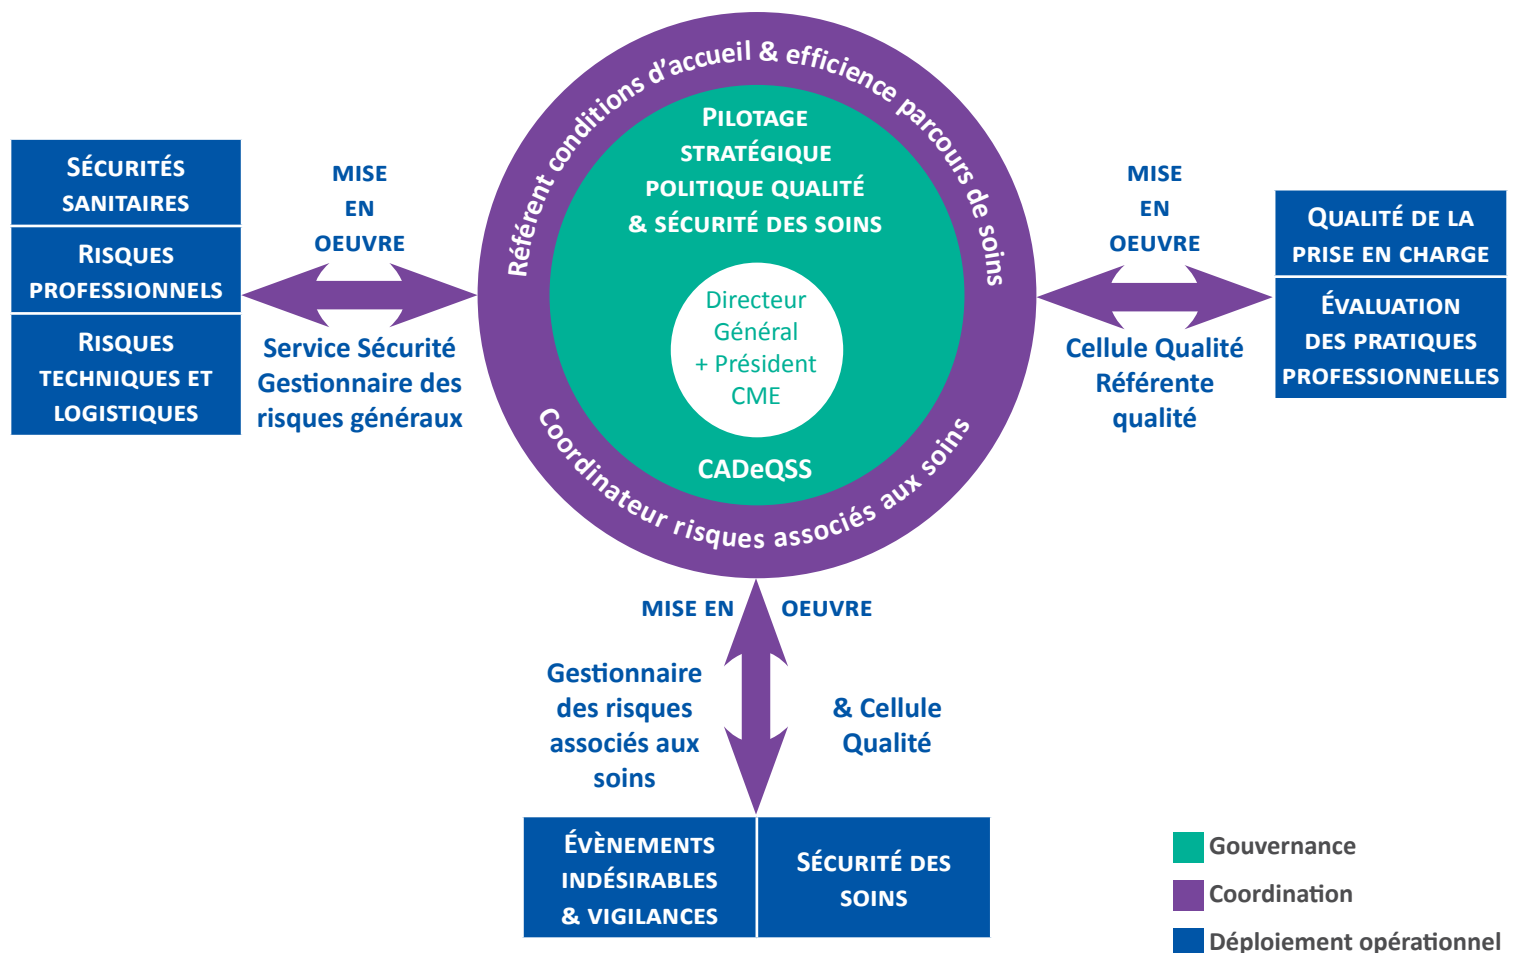 Référent conditions d'accueil & efficience parcours de soins
Pilotage
stratégique
politique qualité
& sécurité des soins
Directeur
Général
+ Président
CME
CADeQSS
Coordinateur risques associés aux soins
Sécurités
sanitaires
Risques
professionnels
Risques
techniques et
logistiques
mise
en
oeuvre
Service Sécurité
Gestionnaire des
risques généraux
mise
en
oeuvre
Cellule Qualité
Référente
qualité
Qualité de la
prise en charge
Évaluation
des pratiques
professionnelles
mise en oeuvre
Gestionnaire
des risques
associés aux
soins
& Cellule
Qualité
Évènements
indésirables
& vigilances
Sécurité des
soins
Gouvernance
Coordination
Déploiement opérationnel